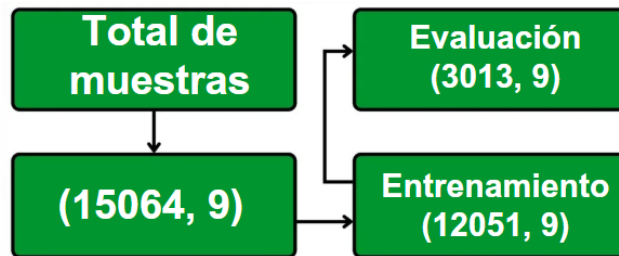 Total de
muestras
(15064, 9)
Evaluación
(3013, 9)
Entrenamiento
(12051, 9)